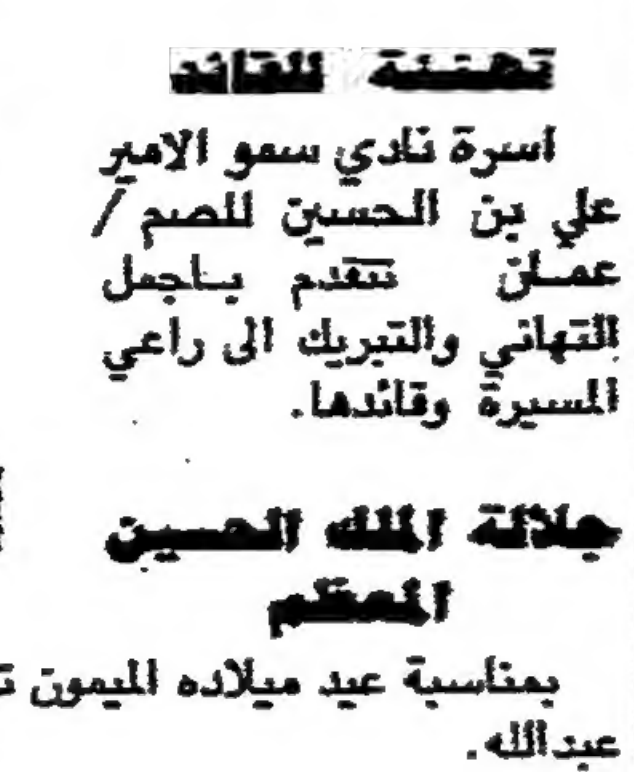 تهنئة للقائد
اسرة نادي سمو الامير
علي بن الحسين للصم /
عمان تتقدم باجمل
التهاني والتبريك الى راعي
المسيرة وقائدها.
جلالة الملك الحسين
المعظم
بمناسبة عيد ميلاده الميمون
عبدالله.